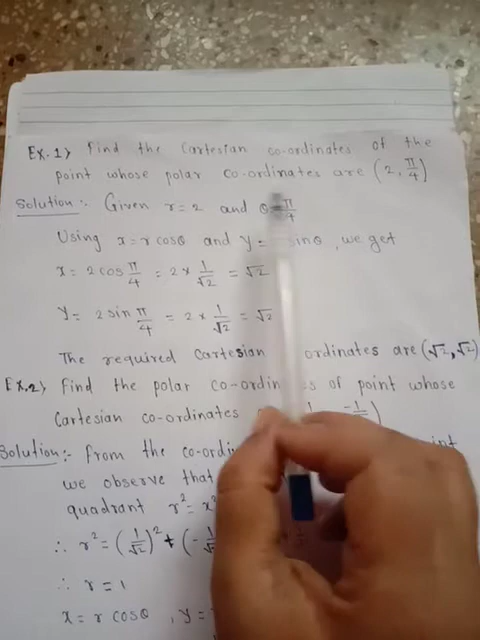 Ex.1) Find the Cartesian co-ordinates of the
point whose polar co-ordinates are (2, π/4)
Solution:- Given r=2 and θ=π/4
Using x=r cosθ and y= sinθ, we get
x= 2cos π/4 = 2 × 1/√2 = √2
y= 2 sin π/4 = 2 × 1/√2 = √2
The required Cartesian ordinates are (√2, √2)
Ex.2) Find the polar co-ordin s of point whose
Cartesian co-ordinates
Solution:- From the co-ordi
we observe that
quadrant r²= x²
∴ r² = (1/√2)² + (-1/√2
∴ r = 1
x = r cosθ , y =